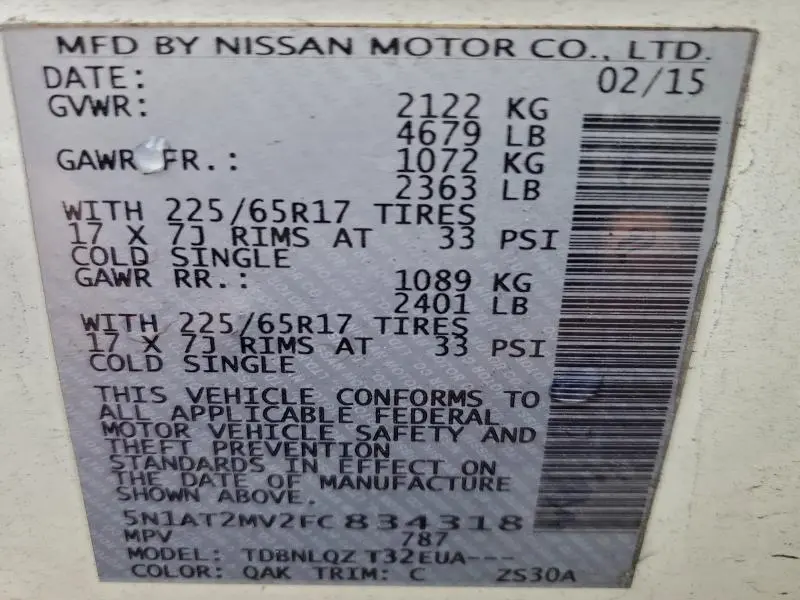 MFD BY NISSAN MOTOR CO., LTD.
DATE: 02/15
GVWR: 2122 KG
4679 LB
GAWR FR.: 1072 KG
2363 LB
WITH 225/65R17 TIRES
17 X 7J RIMS AT 33 PSI
COLD SINGLE
GAWR RR.: 1089 KG
2401 LB
WITH 225/65R17 TIRES
17 X 7J RIMS AT 33 PSI
COLD SINGLE
THIS VEHICLE CONFORMS TO
ALL APPLICABLE FEDERAL
MOTOR VEHICLE SAFETY AND
THEFT PREVENTION
STANDARDS IN EFFECT ON
THE DATE OF MANUFACTURE
SHOWN ABOVE.
5N1AT2MV2FC834318
MPV 787
MODEL: TDBNLQZ T32EUA---
COLOR: QAK TRIM: C ZS30A